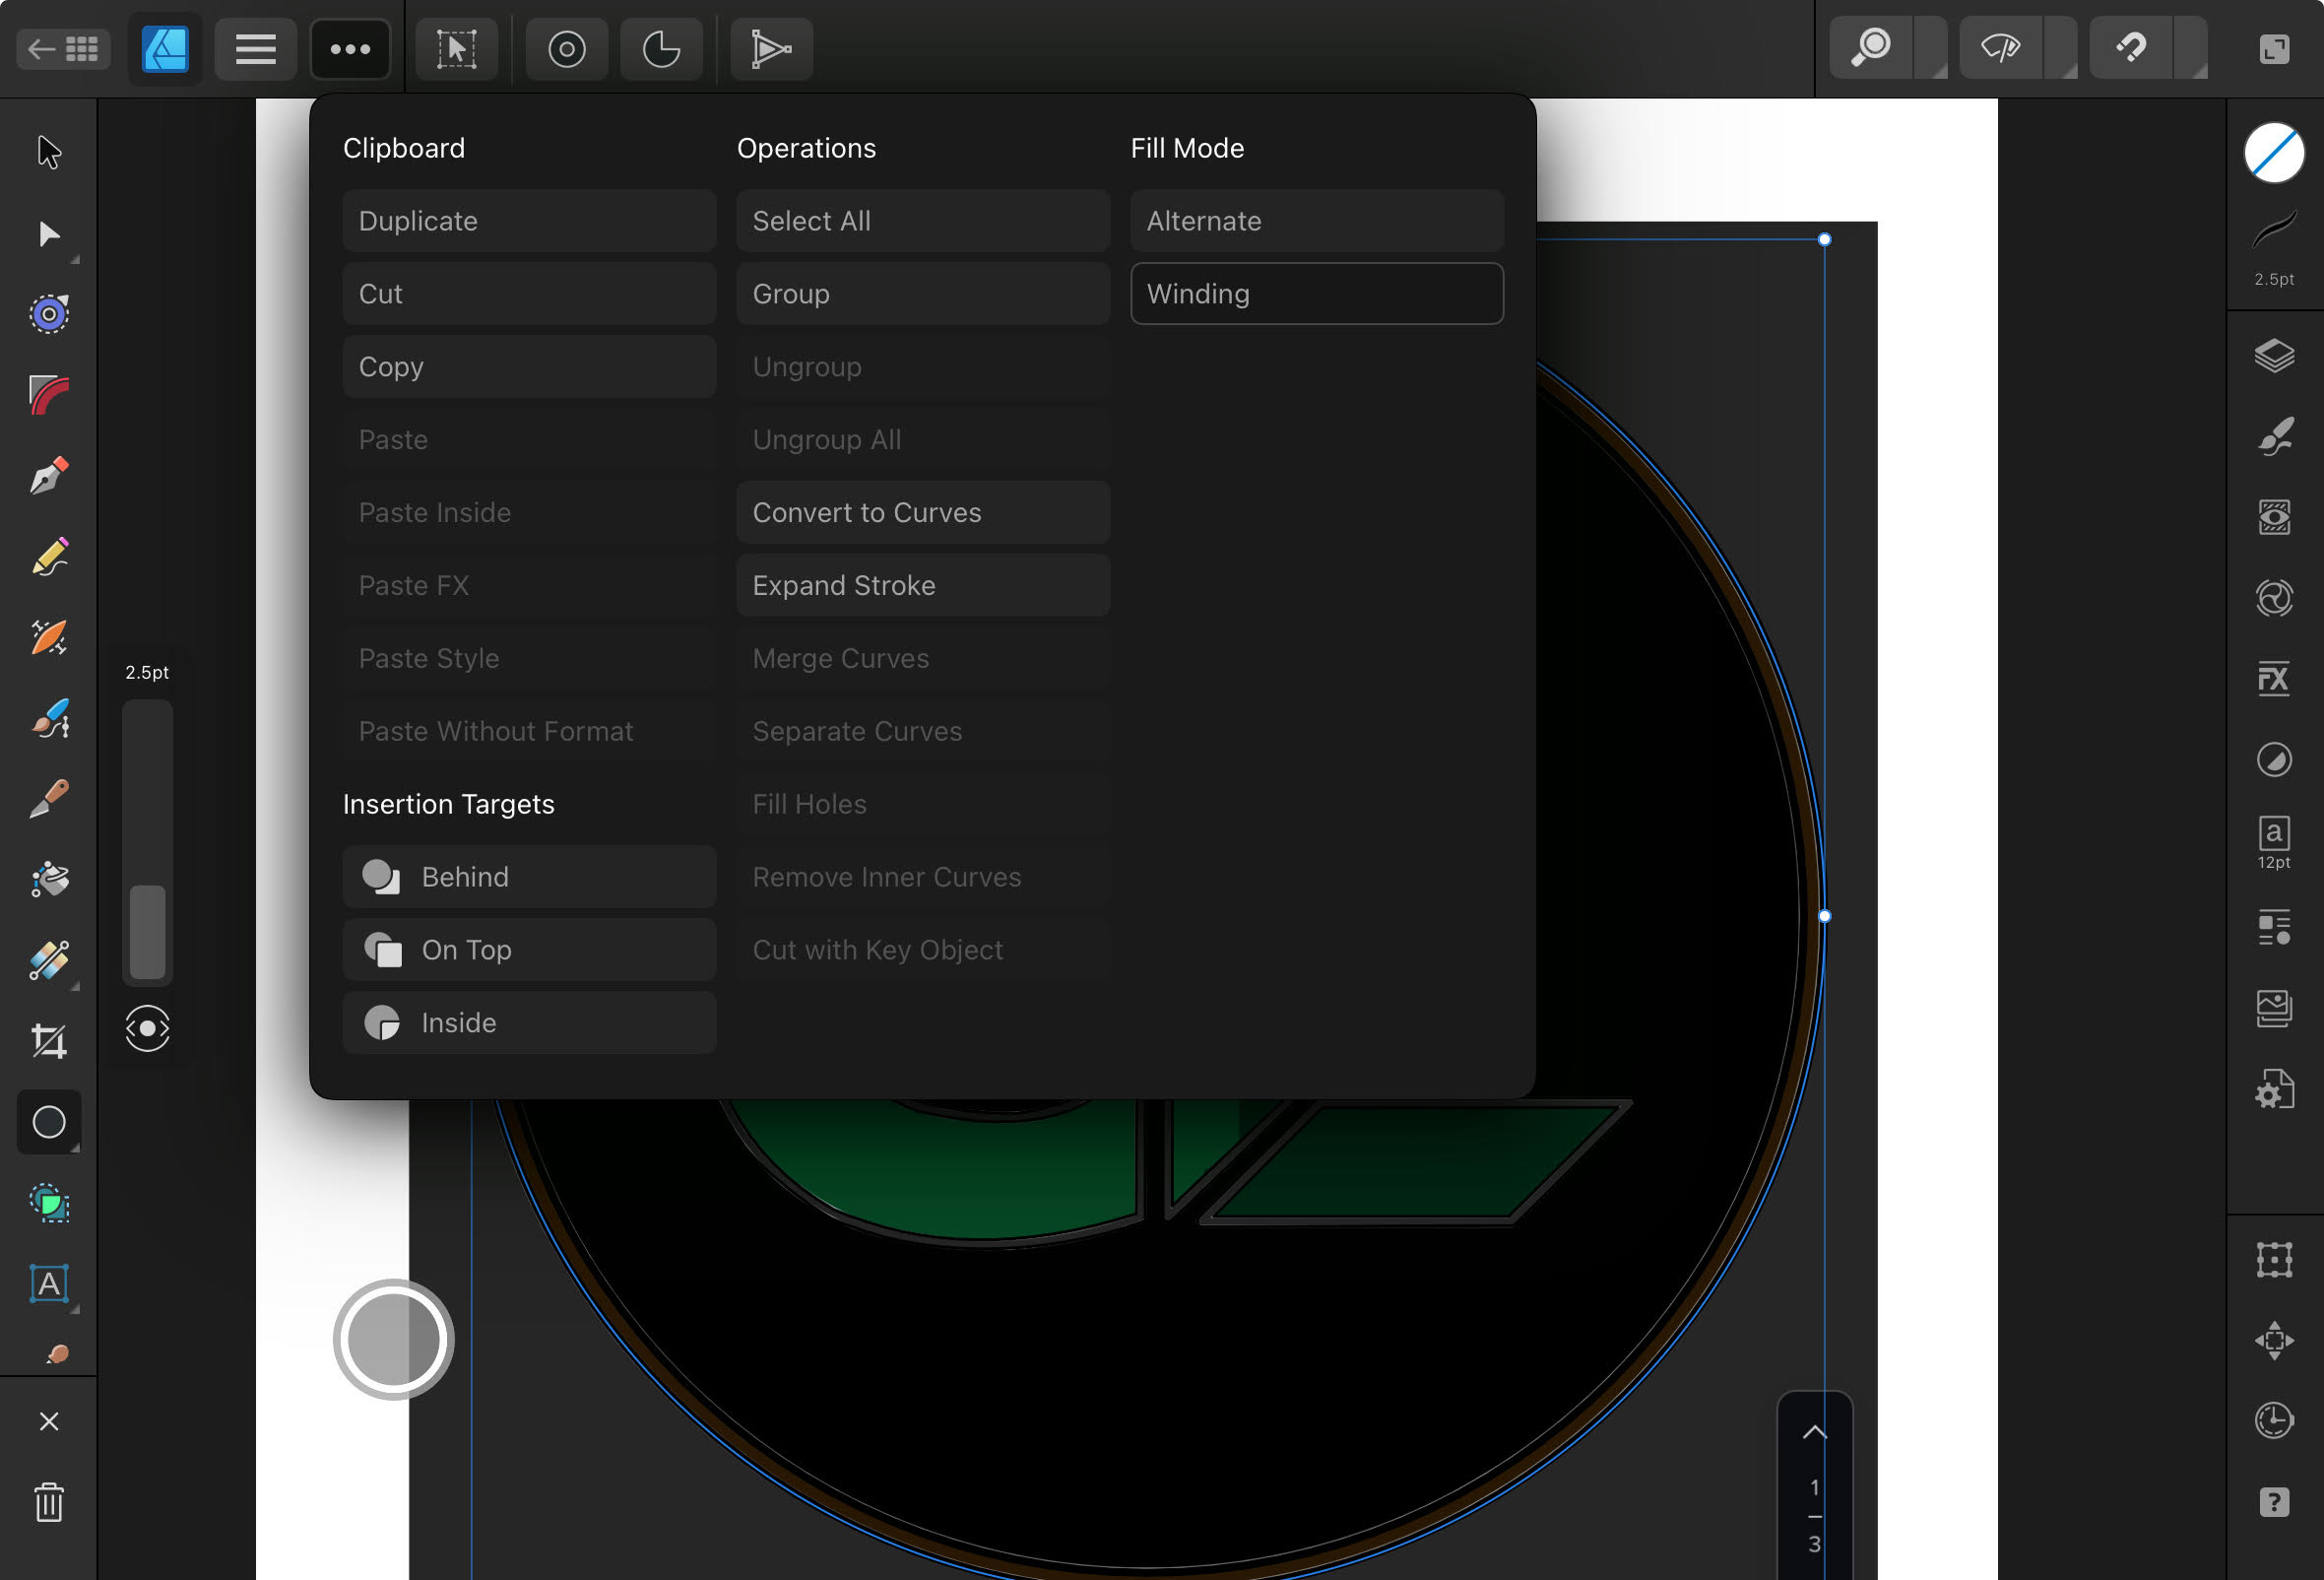 Clipboard
Duplicate
Cut
Copy
Paste
Paste Inside
Paste FX
Paste Style
Paste Without Format
Insertion Targets
Behind
On Top
Inside
Operations
Select All
Group
Ungroup
Ungroup All
Convert to Curves
Expand Stroke
Merge Curves
Separate Curves
Fill Holes
Remove Inner Curves
Cut with Key Object
Fill Mode
Alternate
Winding
2.5pt
A
2.5pt
FX
a
12pt
?
1
3